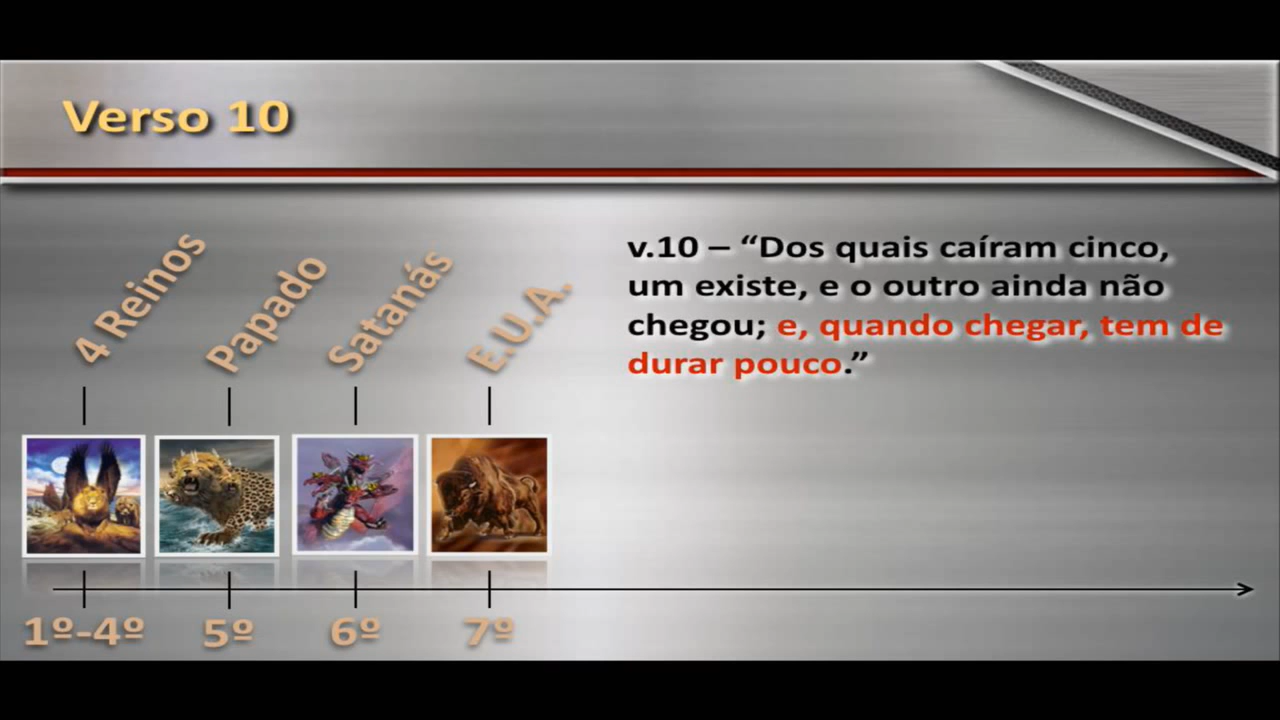 Verso 10
4 Reinos
Papado
Satanás
E.U.A.
v.10 – “Dos quais caíram cinco,
um existe, e o outro ainda não
chegou; e, quando chegar, tem de
durar pouco.”
1º-4º
5º
6º
7º